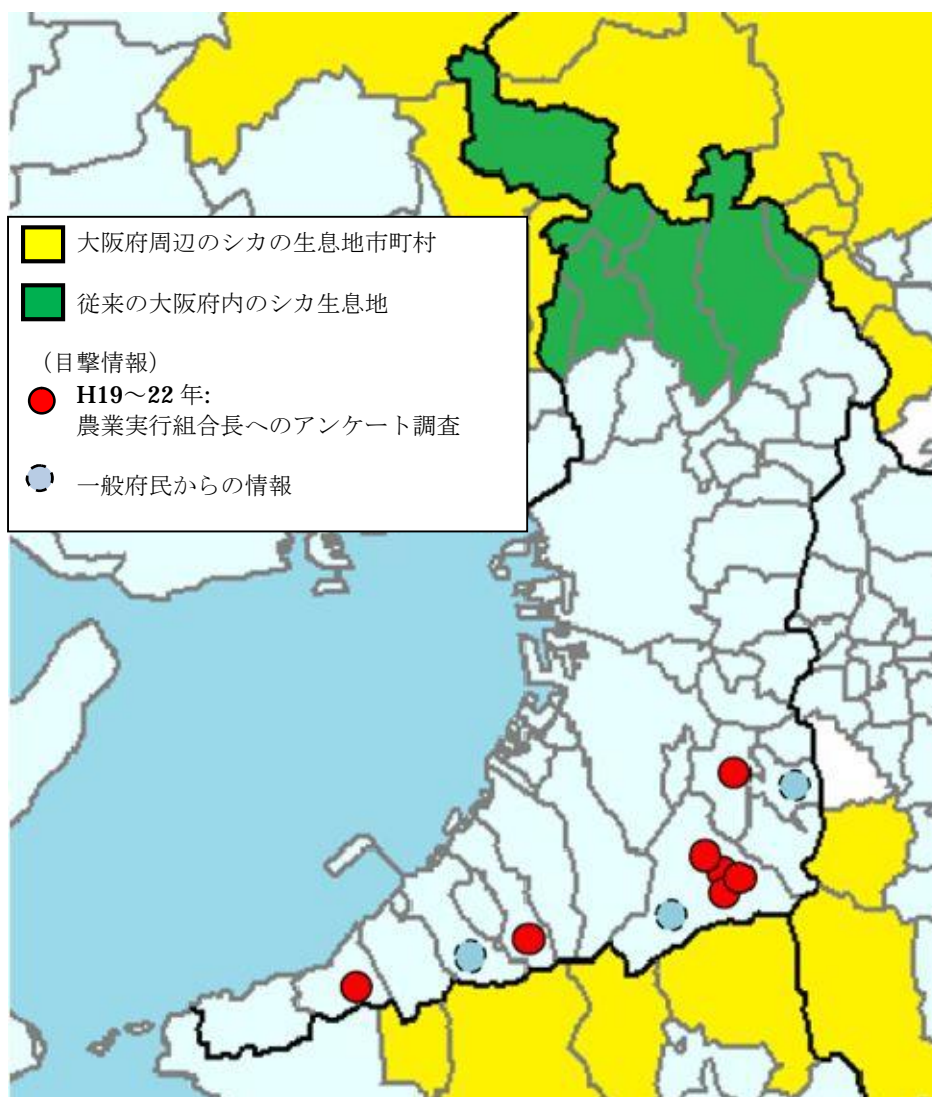 大阪府周辺のシカの生息地市町村
従来の大阪府内のシカ生息地
（目撃情報）
H19～22 年:
農業実行組合長へのアンケート調査
一般府民からの情報